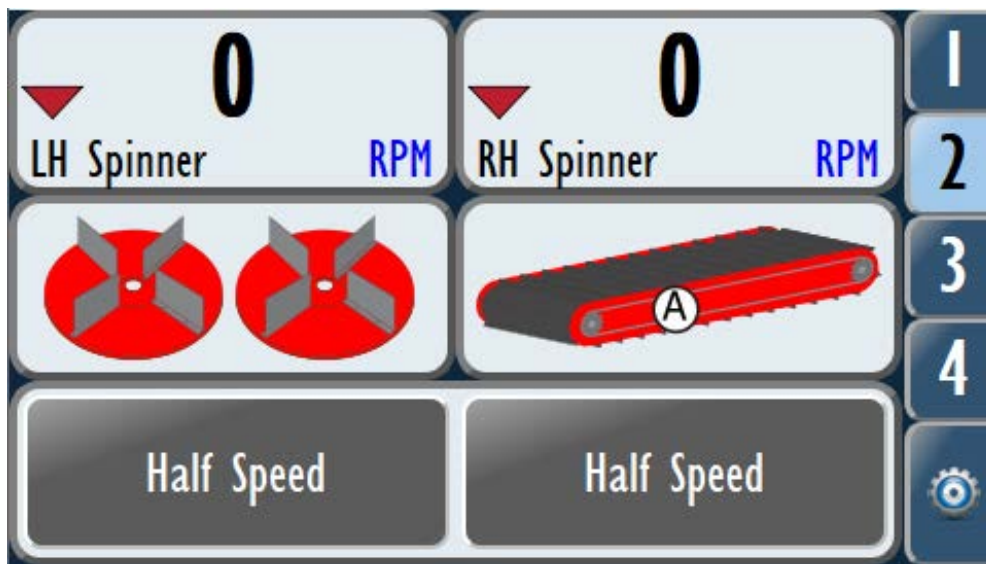 0
LH Spinner RPM
0
RH Spinner RPM
A
Half Speed
Half Speed
1
2
3
4